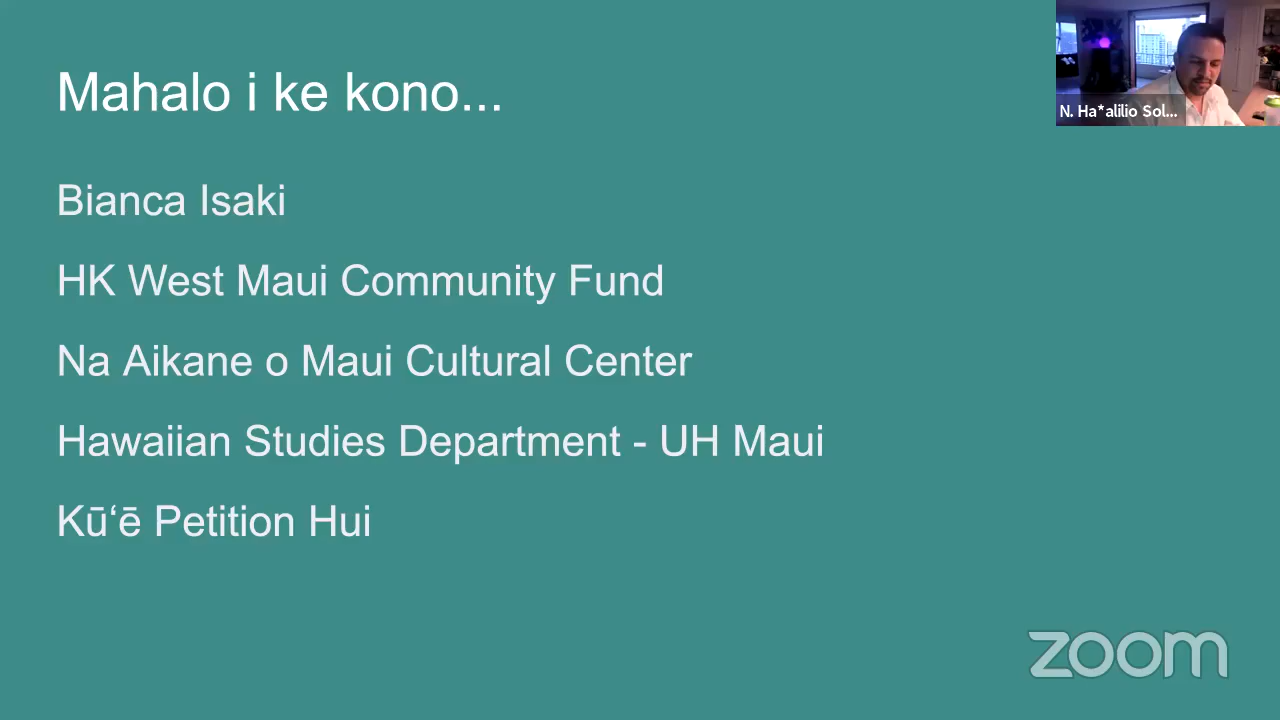 Mahalo i ke kono...
N. Ha*alilio Sol...
Bianca Isaki
HK West Maui Community Fund
Na Aikane o Maui Cultural Center
Hawaiian Studies Department - UH Maui
Kū‘ē Petition Hui
zoom